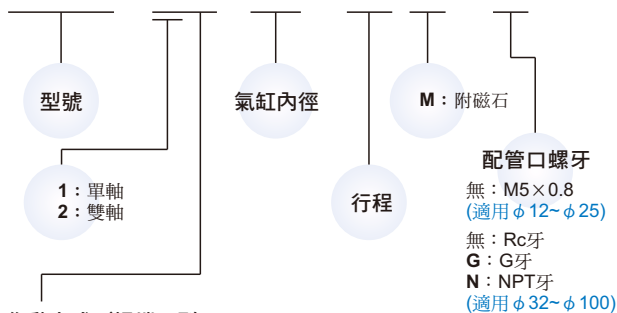 型號
氣缸內徑
M：附磁石
1：單軸
2：雙軸
行程
配管口螺牙
無：M5×0.8
(適用φ12~φ25)
無：Rc牙
G：G牙
N：NPT牙
(適用φ32~φ100)